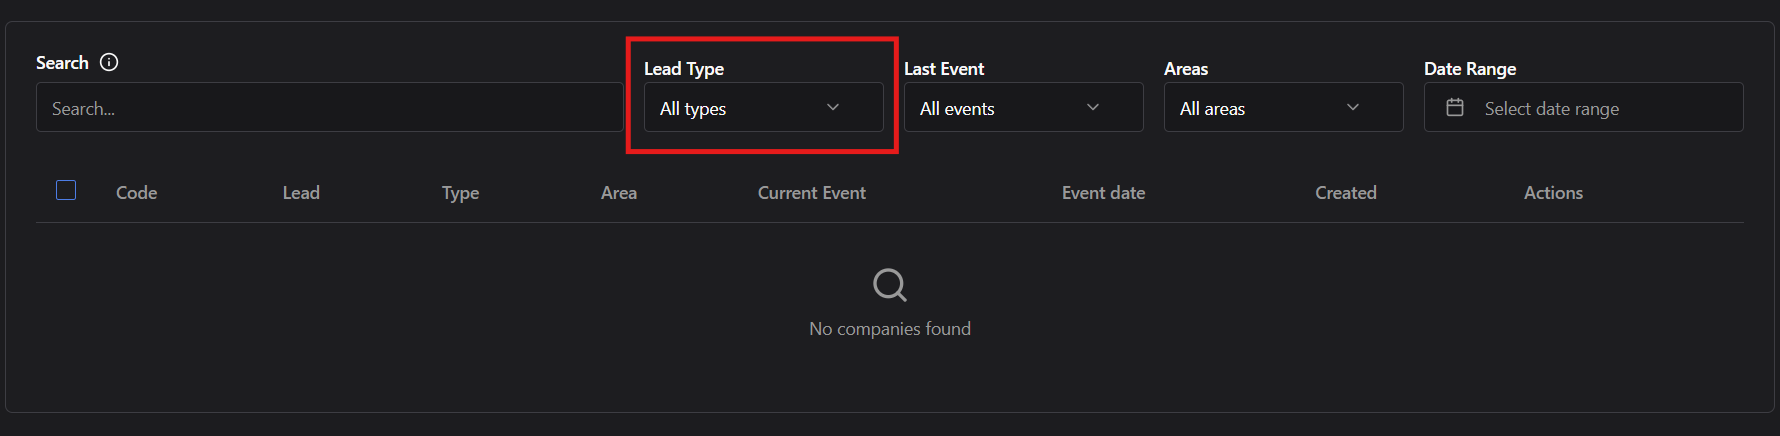 Search
Lead Type
Last Event
Areas
Date Range
Search...
All types
All events
All areas
Select date range
Code Lead Type Area Current Event Event date Created Actions
No companies found